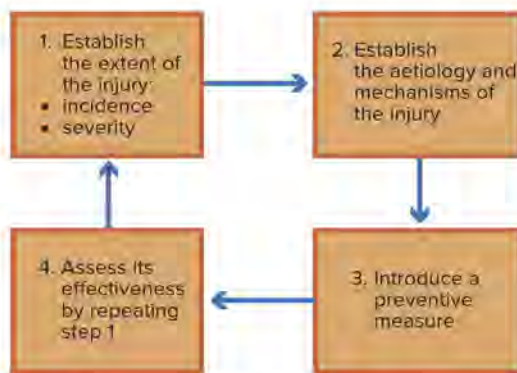 1. Establish
the extent of
the injury:
• incidence
• severity
2. Establish
the aetiology and
mechanisms of
the injury
3. Introduce a
preventive
measure
4. Assess its
effectiveness
by repeating
step 1